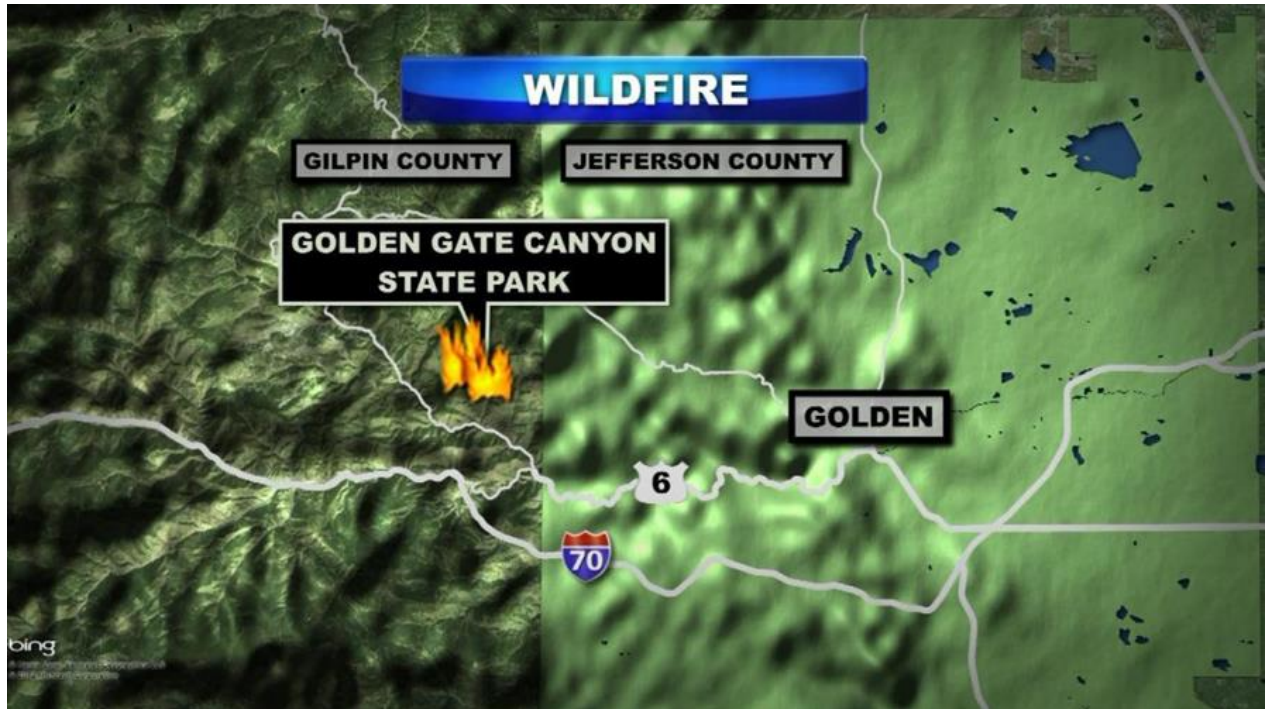 WILDFIRE
GILPIN COUNTY
JEFFERSON COUNTY
GOLDEN GATE CANYON
STATE PARK
GOLDEN
6
70
bing